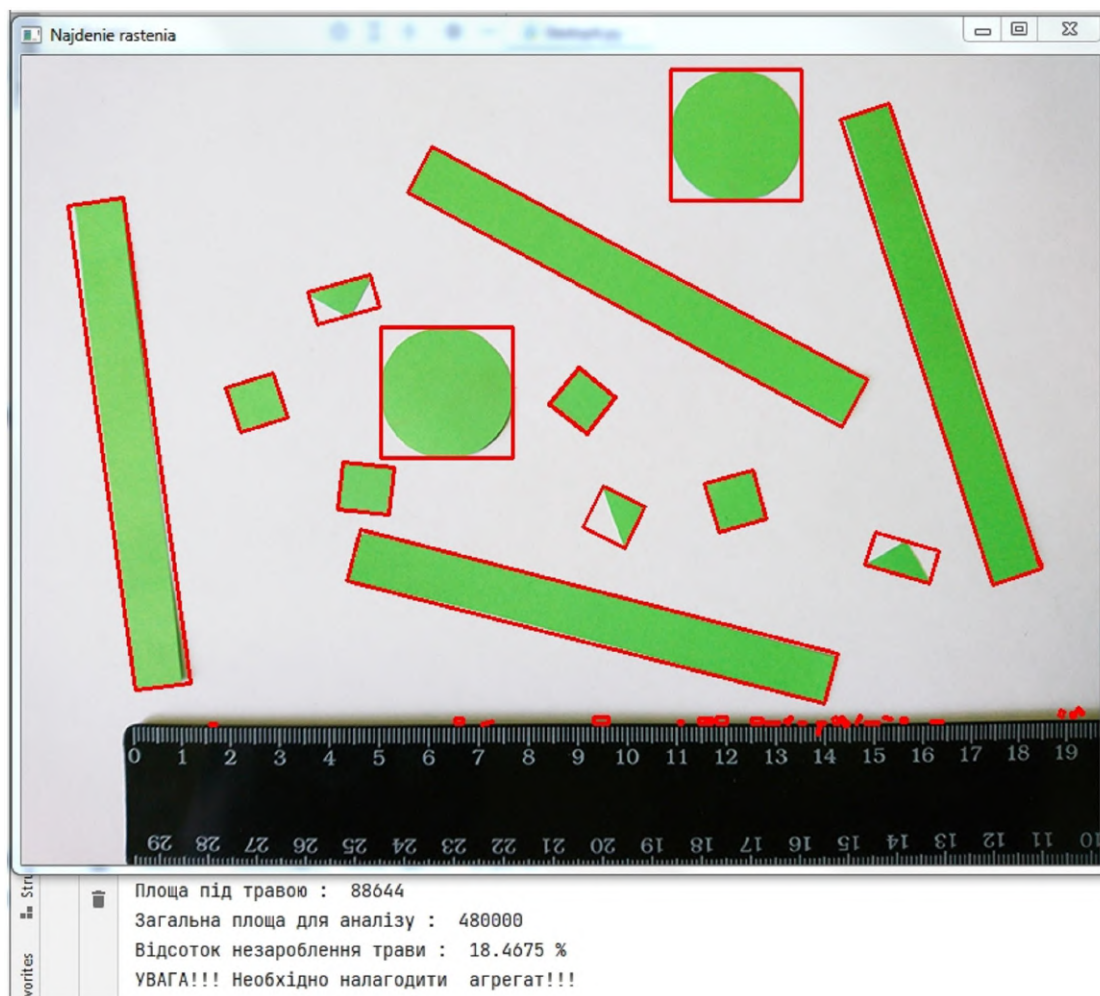 Najdenie rastenia
0 1 2 3 4 5 6 7 8 9 10 11 12 13 14 15 16 17 18 19
29 28 27 26 25 24 23 22 21 20 19 18 17 16 15 14 13 12 11 10
Площа під травою : 88644
Загальна площа для аналізу : 480000
Відсоток незароблення трави : 18.4675 %
УВАГА!!! Необхідно налагодити агрегат!!!